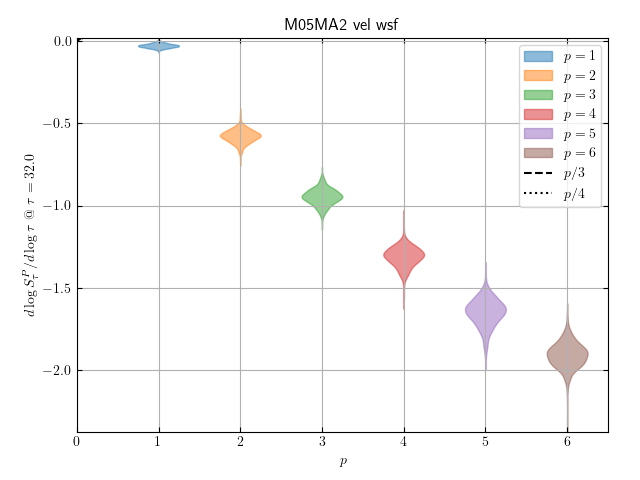 M05MA2 vel wsf
0.0
−0.5
−1.0
−1.5
−2.0
d log S_τ^P / d log τ @ τ = 32.0
p = 1
p = 2
p = 3
p = 4
p = 5
p = 6
p/3
p/4
0 1 2 3 4 5 6
p